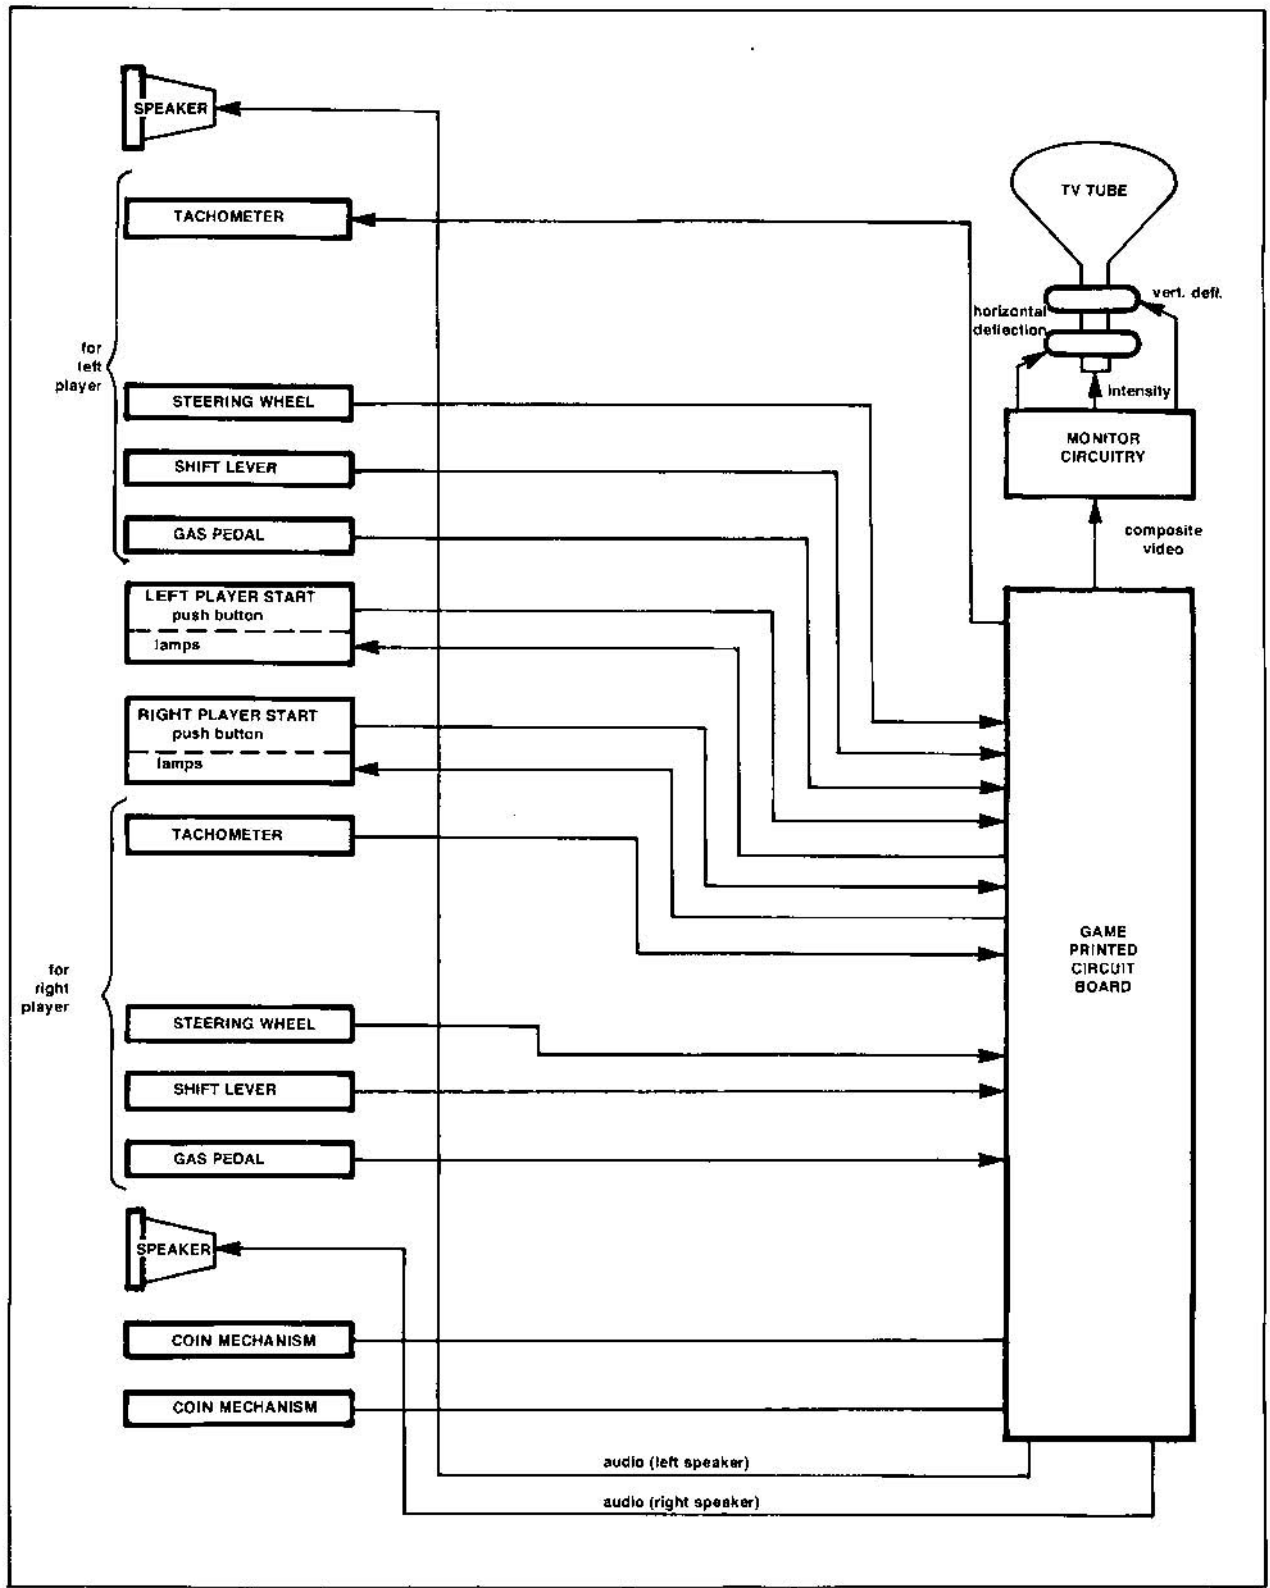 SPEAKER
TACHOMETER
TV TUBE
vert. defl.
horizontal
deflection
for
left
player
intensity
STEERING WHEEL
MONITOR
CIRCUITRY
SHIFT LEVER
composite
video
GAS PEDAL
LEFT PLAYER START
push button
lamps
RIGHT PLAYER START
push button
lamps
TACHOMETER
GAME
PRINTED
CIRCUIT
BOARD
for
right
player
STEERING WHEEL
SHIFT LEVER
GAS PEDAL
SPEAKER
COIN MECHANISM
COIN MECHANISM
audio (left speaker)
audio (right speaker)